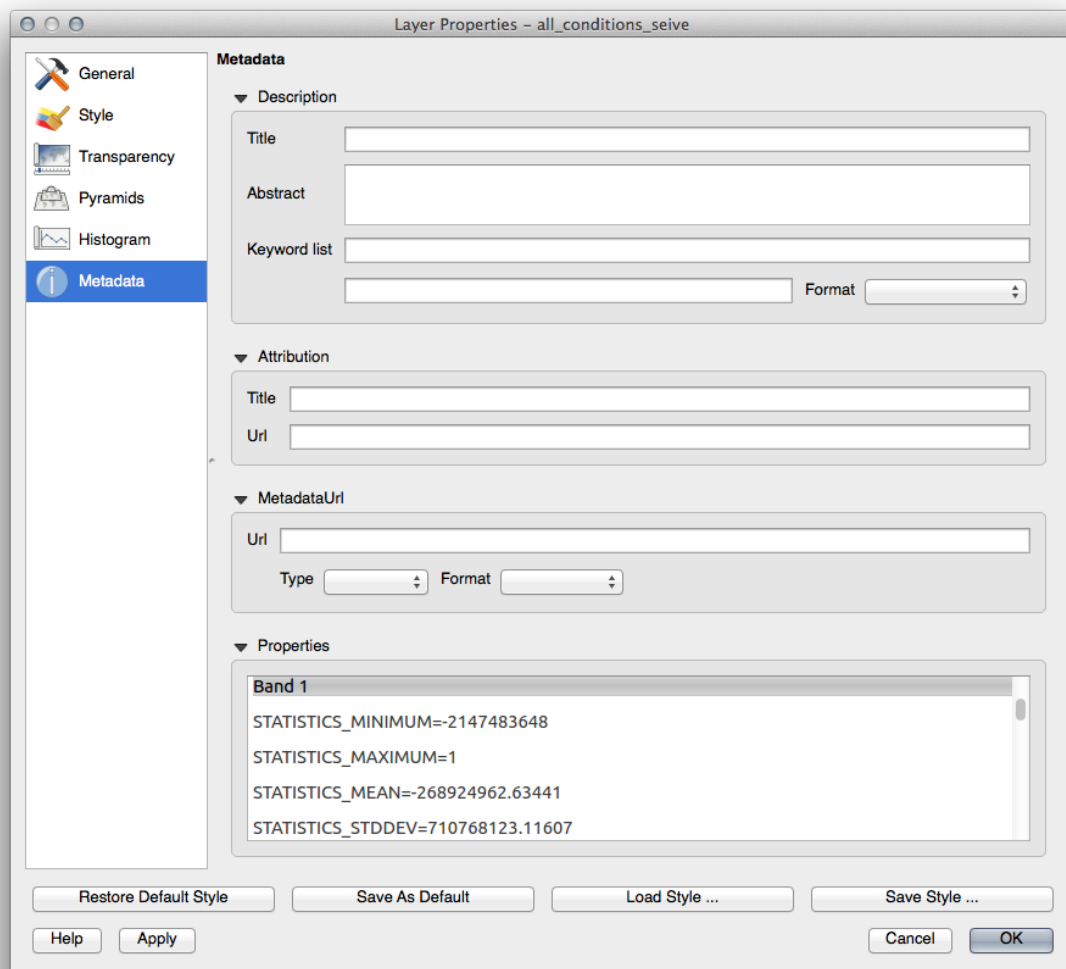 Layer Properties – all_conditions_seive
General
Style
Transparency
Pyramids
Histogram
Metadata
Metadata
Description
Title
Abstract
Keyword list
Format
Attribution
Title
Url
MetadataUrl
Url
Type Format
Properties
Band 1
STATISTICS_MINIMUM=-2147483648
STATISTICS_MAXIMUM=1
STATISTICS_MEAN=-268924962.63441
STATISTICS_STDDEV=710768123.11607
Restore Default Style Save As Default Load Style ... Save Style ...
Help Apply Cancel OK